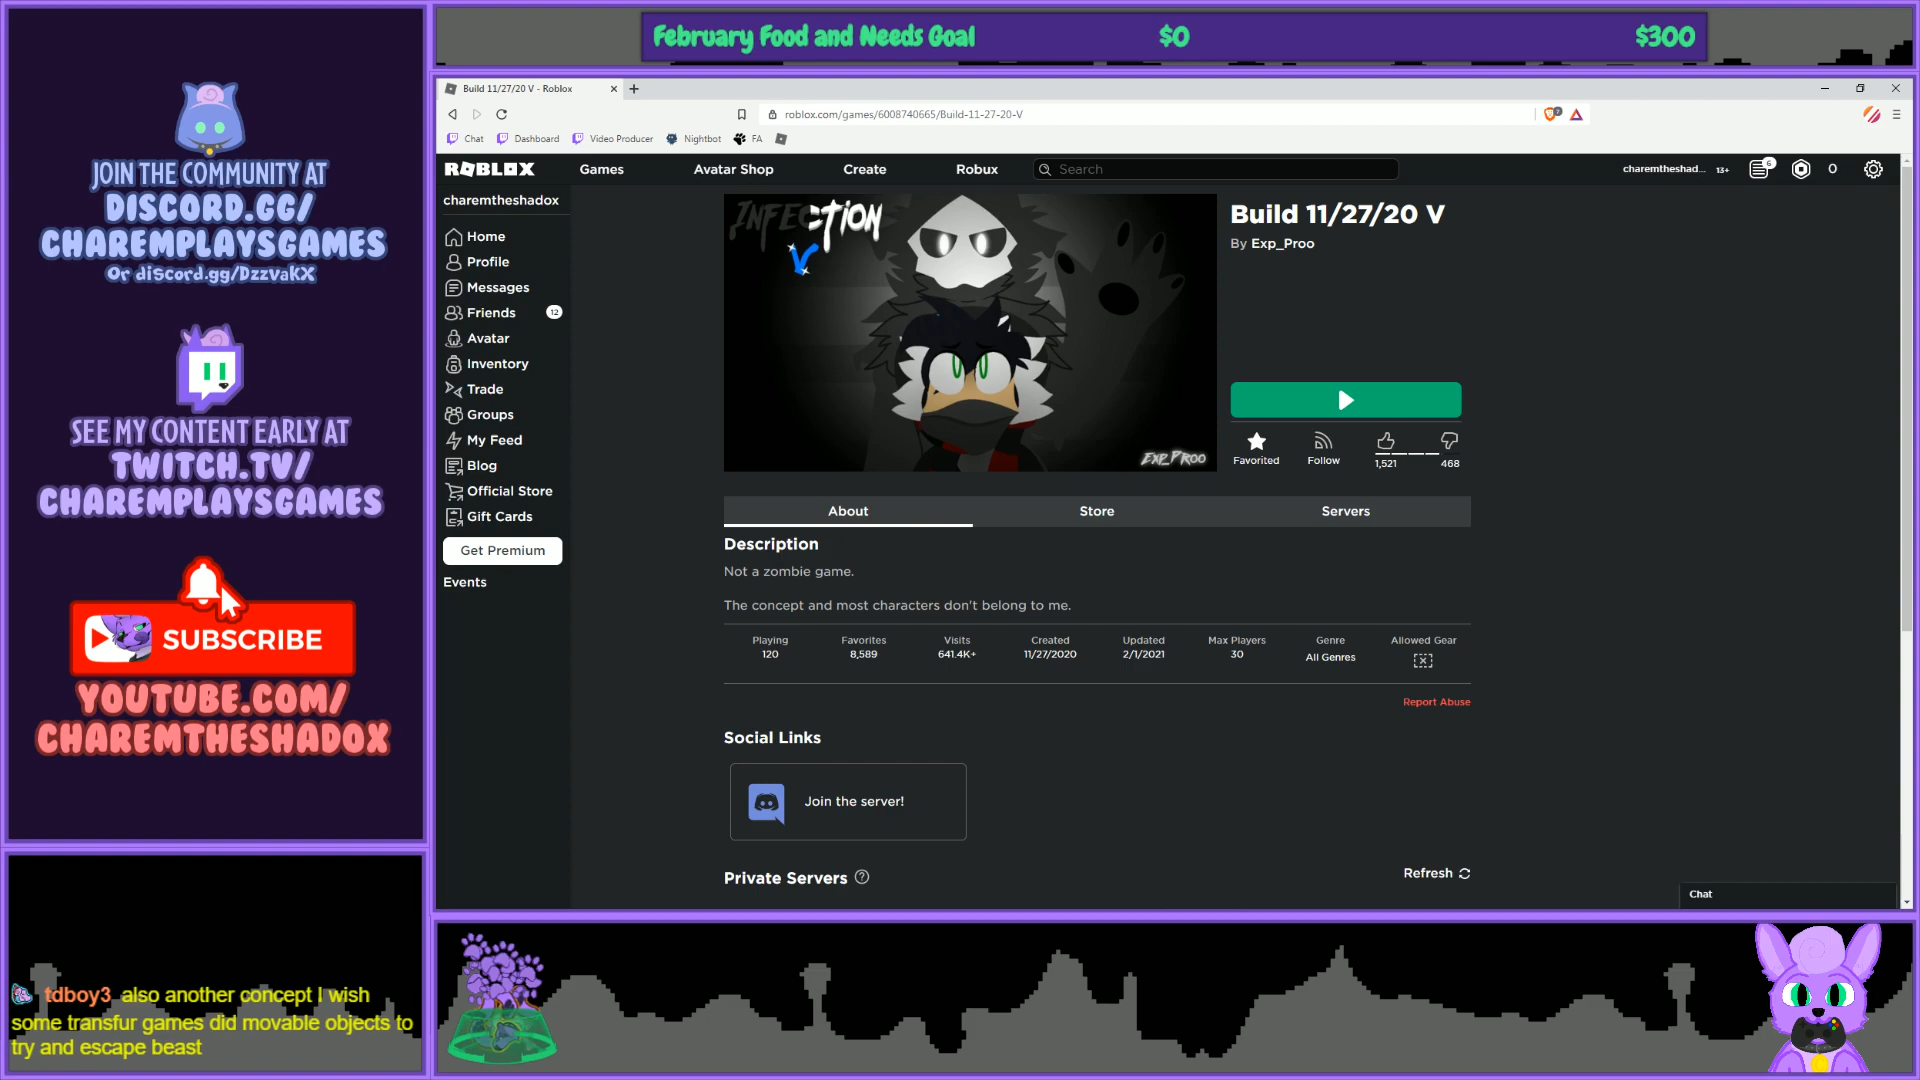 JOIN THE COMMUNITY AT
DISCORD.GG/
CHAREMPLAYSGAMES
Or discord.gg/DzzvakX
SEE MY CONTENT EARLY AT
TWITCH.TV/
CHAREMPLAYSGAMES
SUBSCRIBE
YOUTUBE.COM/
CHAREMTHESHADOX
tdboy3 also another concept I wish
some transfur games did movable objects to
try and escape beast
February Food and Needs Goal $0 $300
Build 11/27/20 V - Roblox
roblox.com/games/6008740665/Build-11-27-20-V
Chat Dashboard Video Producer Nightbot FA
ROBLOX Games Avatar Shop Create Robux Search charemtheshad... 13+ 6 0
charemtheshadox
Home
Profile
Messages
Friends 12
Avatar
Inventory
Trade
Groups
My Feed
Blog
Official Store
Gift Cards
Get Premium
Events
INFECTION
V
EXP_PROO
Build 11/27/20 V
By Exp_Proo
Favorited Follow 1,521 468
About Store Servers
Description
Not a zombie game.
The concept and most characters don't belong to me.
Playing Favorites Visits Created Updated Max Players Genre Allowed Gear
120 8,589 641.4K+ 11/27/2020 2/1/2021 30 All Genres
Report Abuse
Social Links
Join the server!
Private Servers ? Refresh
Chat